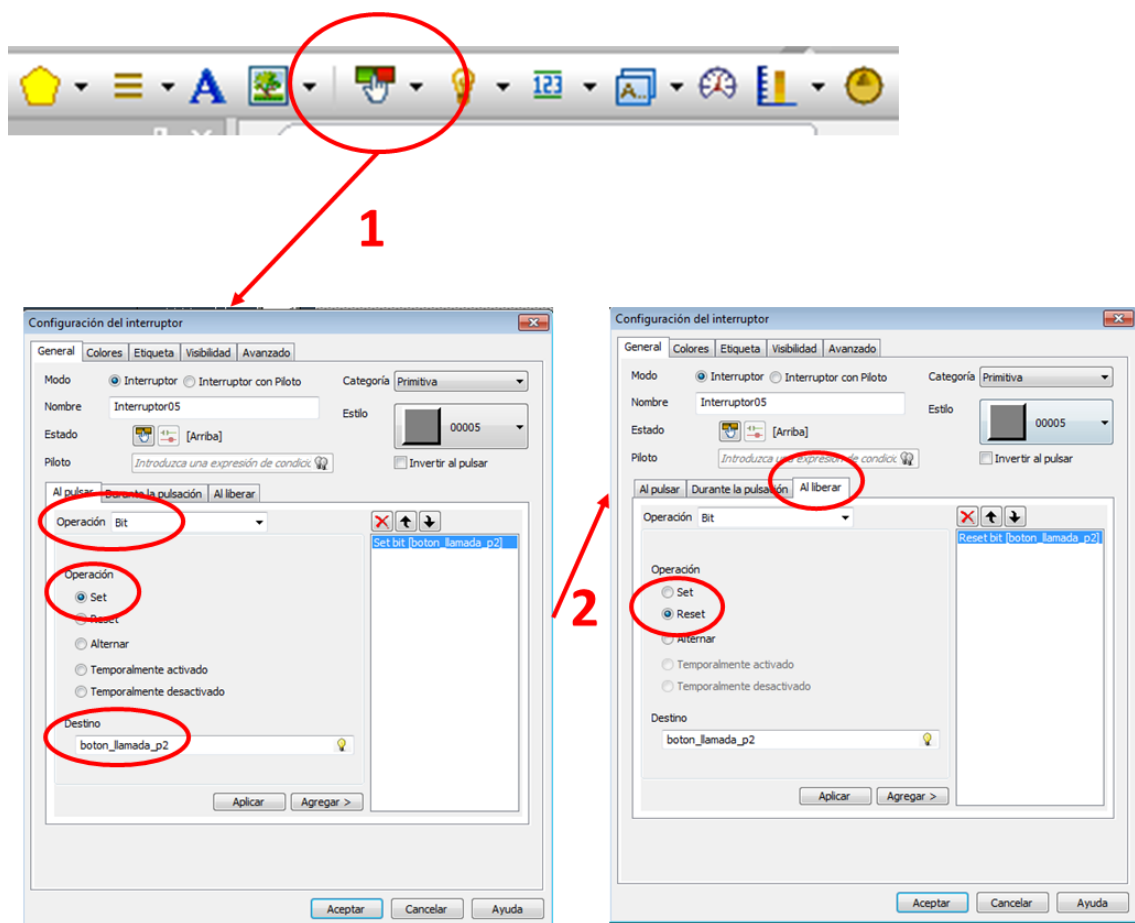 A
123
A...
1
Configuración del interruptor
General Colores Etiqueta Visibilidad Avanzado
Modo Interruptor Interruptor con Piloto Categoría Primitiva
Nombre Interruptor05 Estilo
00005
Estado [Arriba]
Piloto Introduzca una expresión de condici Invertir al pulsar
Al pulsar Durante la pulsación Al liberar
Operación Bit
Set bit [boton_llamada_p2]
Operación
Set
Reset
Alternar
Temporalmente activado
Temporalmente desactivado
Destino
boton_llamada_p2
Aplicar Agregar >
Aceptar Cancelar Ayuda
2
Configuración del interruptor
General Colores Etiqueta Visibilidad Avanzado
Modo Interruptor Interruptor con Piloto Categoría Primitiva
Nombre Interruptor05 Estilo
00005
Estado [Arriba]
Piloto Introduzca una expresión de condici Invertir al pulsar
Al pulsar Durante la pulsación Al liberar
Operación Bit
Reset bit [boton_llamada_p2]
Operación
Set
Reset
Alternar
Temporalmente activado
Temporalmente desactivado
Destino
boton_llamada_p2
Aplicar Agregar >
Aceptar Cancelar Ayuda